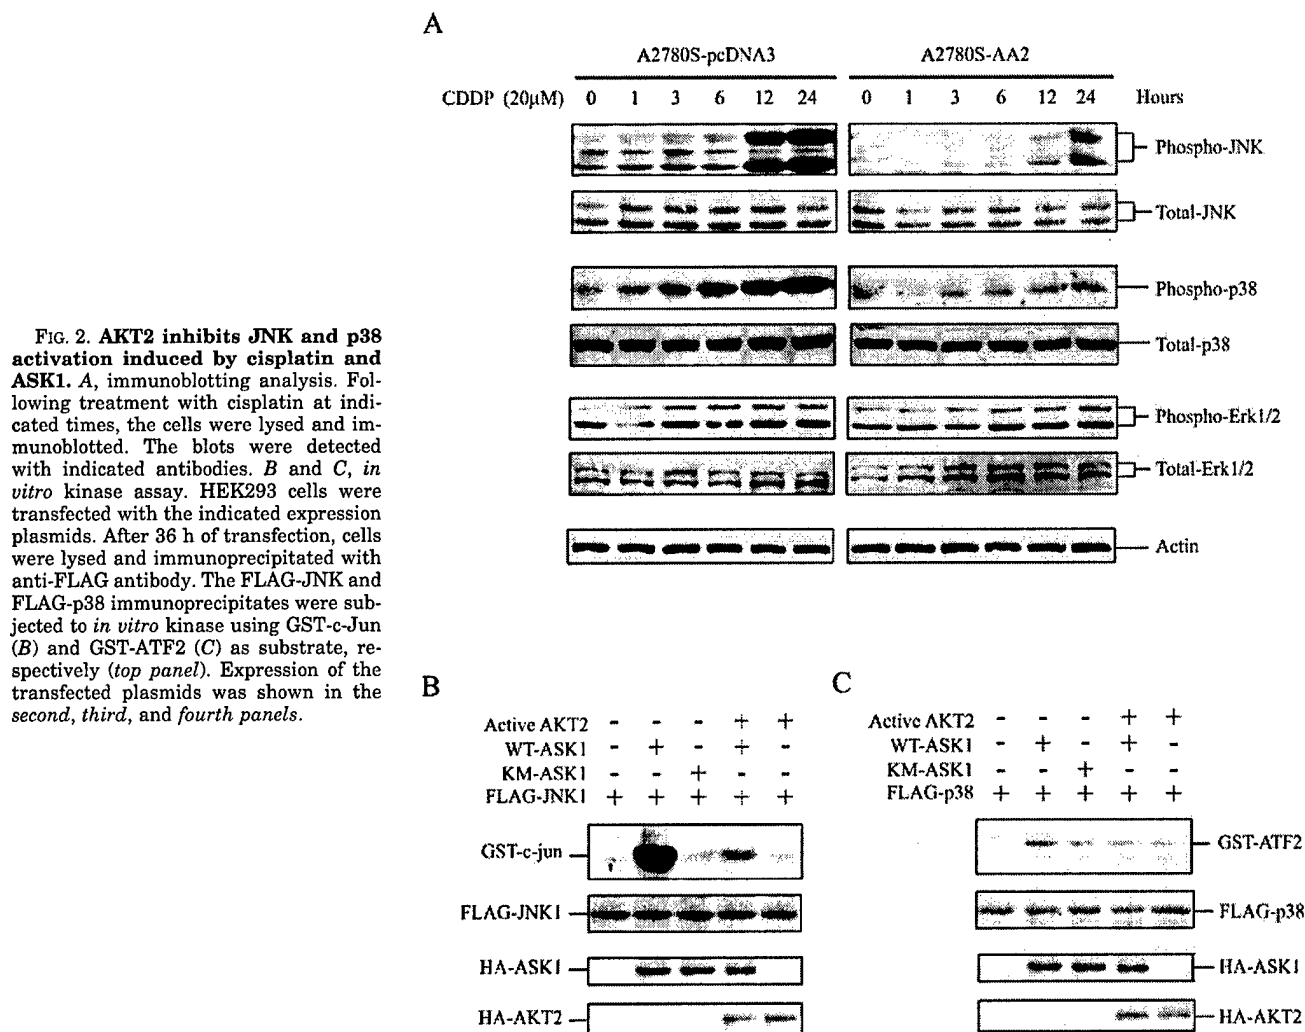 FIG. 2. AKT2 inhibits JNK and p38
activation induced by cisplatin and
ASK1. A, immunoblotting analysis. Fol-
lowing treatment with cisplatin at indi-
cated times, the cells were lysed and im-
munoblotted. The blots were detected
with indicated antibodies. B and C, in
vitro kinase assay. HEK293 cells were
transfected with the indicated expression
plasmids. After 36 h of transfection, cells
were lysed and immunoprecipitated with
anti-FLAG antibody. The FLAG-JNK and
FLAG-p38 immunoprecipitates were sub-
jected to in vitro kinase using GST-c-Jun
(B) and GST-ATF2 (C) as substrate, re-
spectively (top panel). Expression of the
transfected plasmids was shown in the
second, third, and fourth panels.
A
A2780S-pcDNA3 A2780S-AA2
CDDP (20μM) 0 1 3 6 12 24 0 1 3 6 12 24 Hours
Phospho-JNK
Total-JNK
Phospho-p38
Total-p38
Phospho-Erk1/2
Total-Erk1/2
Actin
B
Active AKT2 - - - + +
WT-ASK1 - + - + -
KM-ASK1 - - + - -
FLAG-JNK1 + + + + +
GST-c-jun
FLAG-JNK1
HA-ASK1
HA-AKT2
C
Active AKT2 - - - + +
WT-ASK1 - + - + -
KM-ASK1 - - + - -
FLAG-p38 + + + + +
GST-ATF2
FLAG-p38
HA-ASK1
HA-AKT2